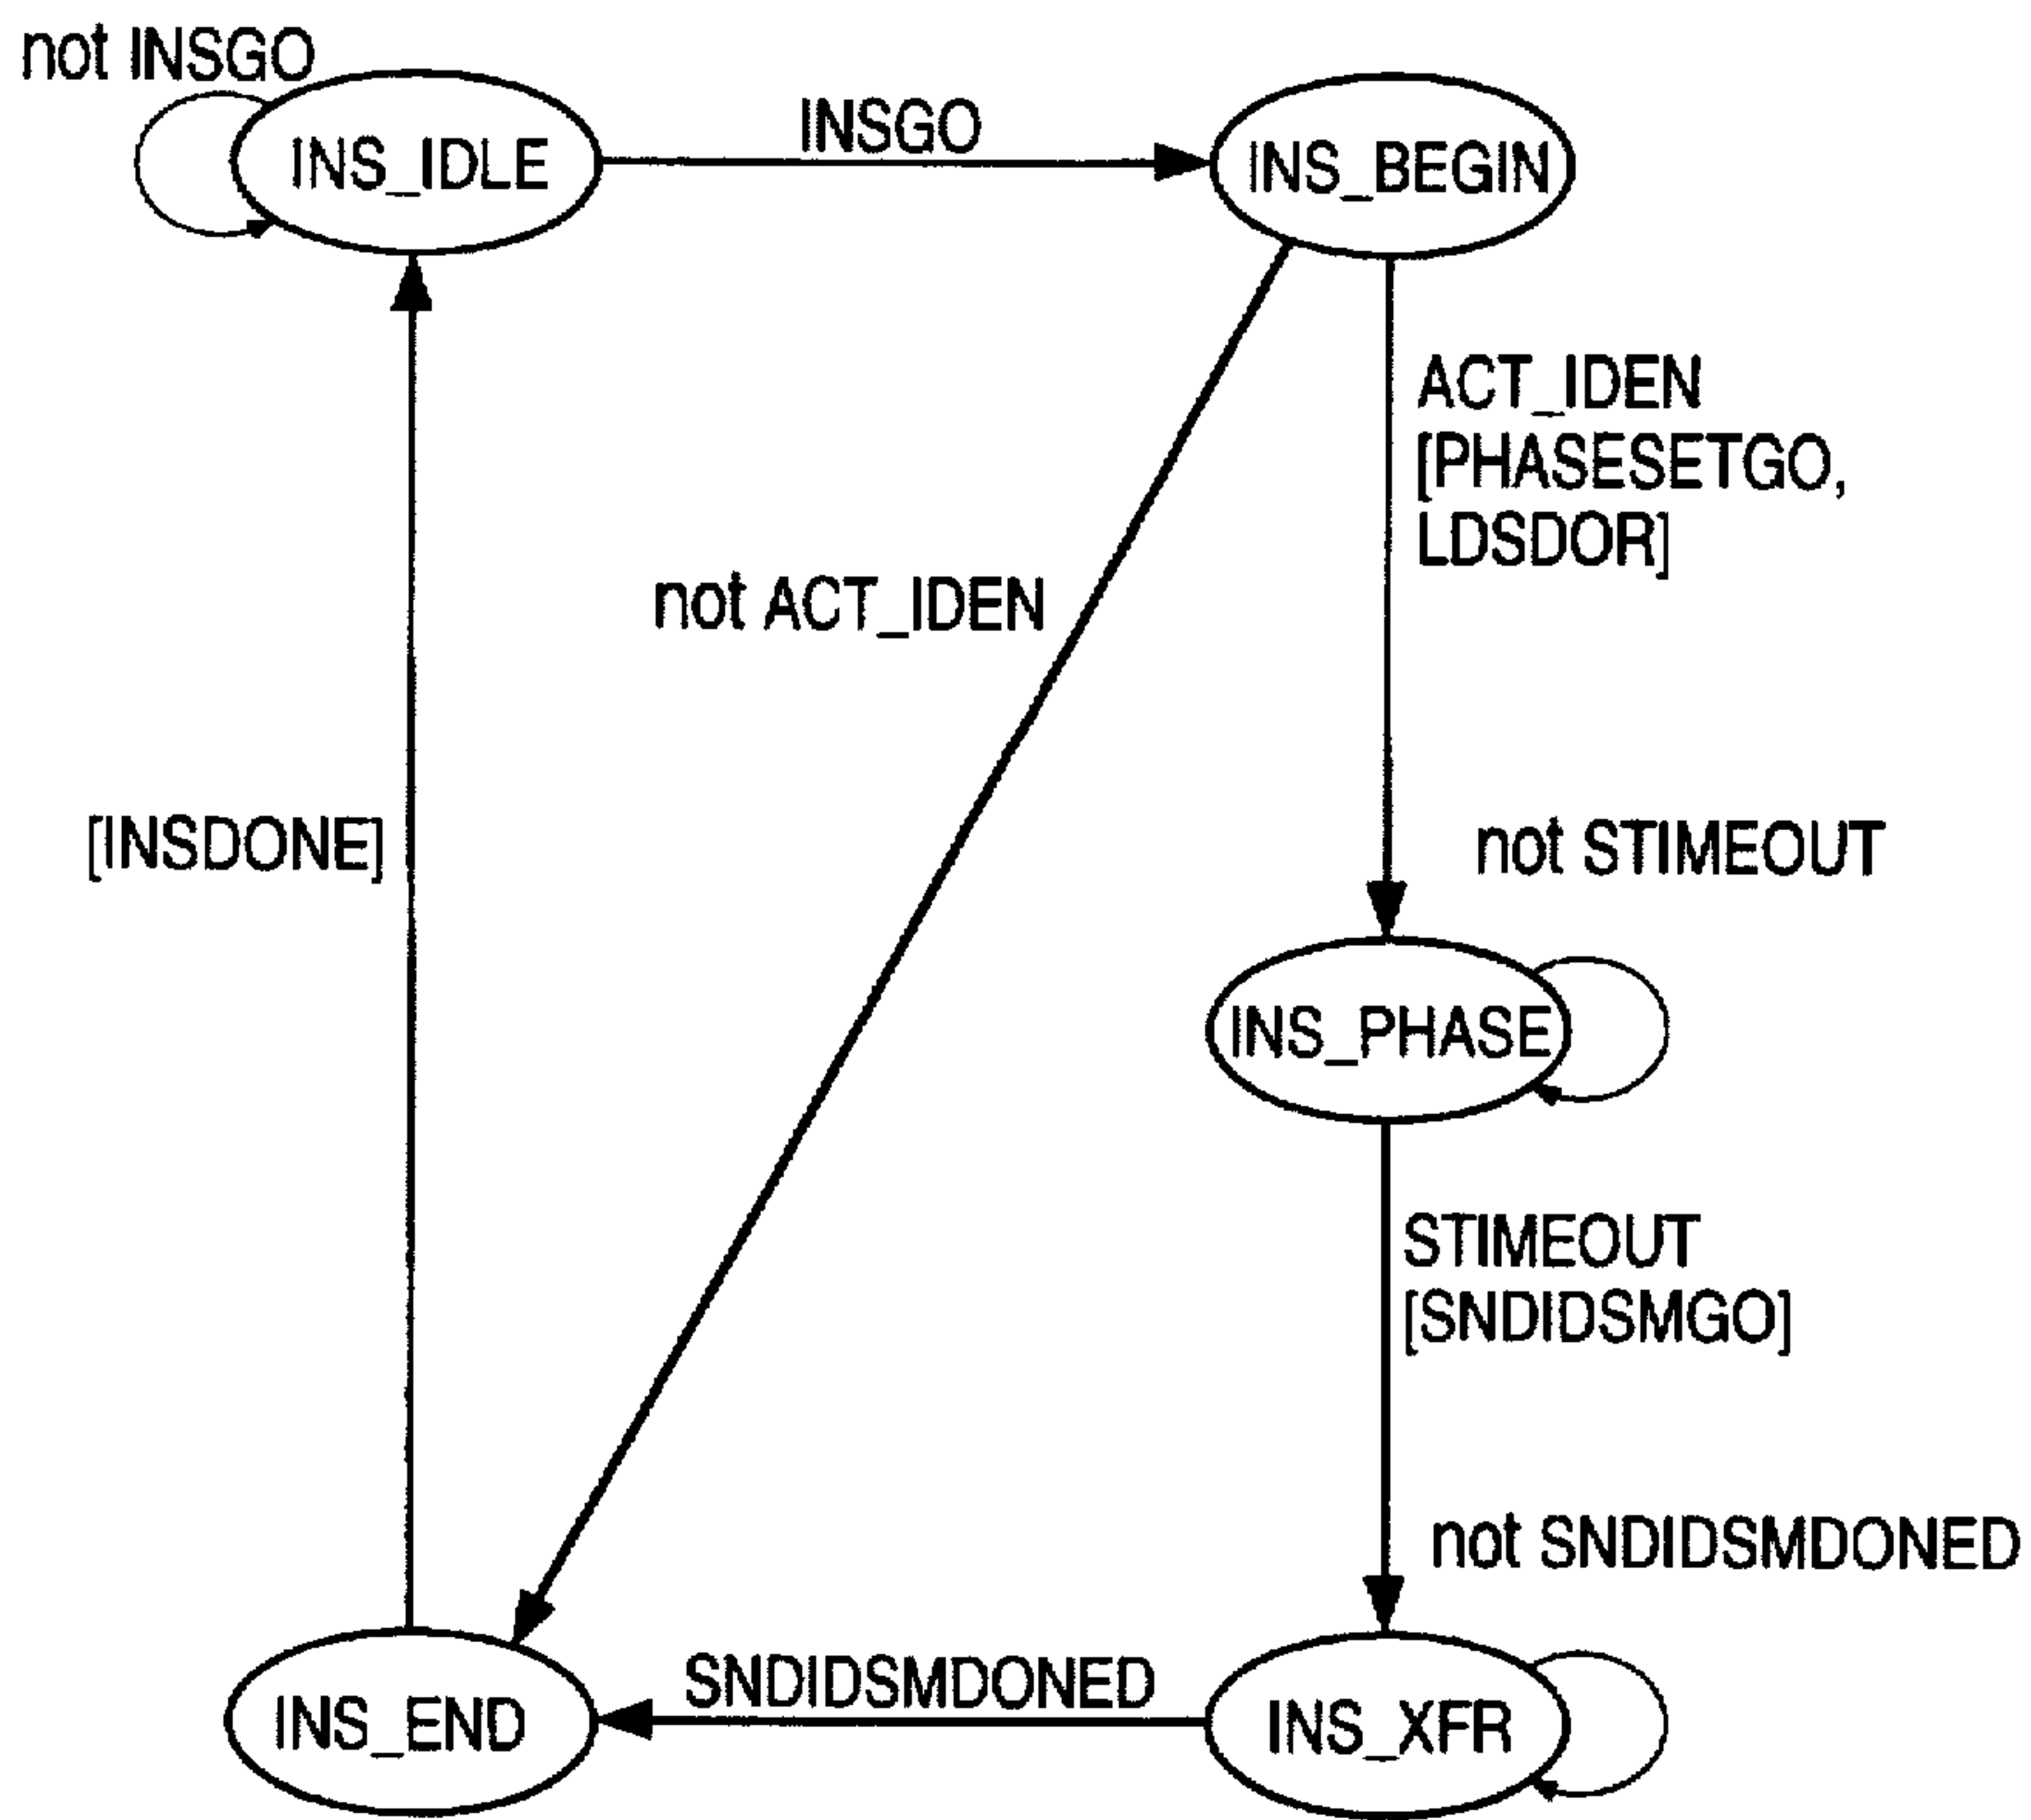 not INSGO
INS_IDLE
INSGO
INS_BEGIN
ACT_IDEN
[PHASESETGO,
LDSDOR]
not ACT_IDEN
[INSDONE]
not STIMEOUT
INS_PHASE
STIMEOUT
[SNDIDSMGO]
not SNDIDSMDONED
SNDIDSMDONED
INS_END
INS_XFR